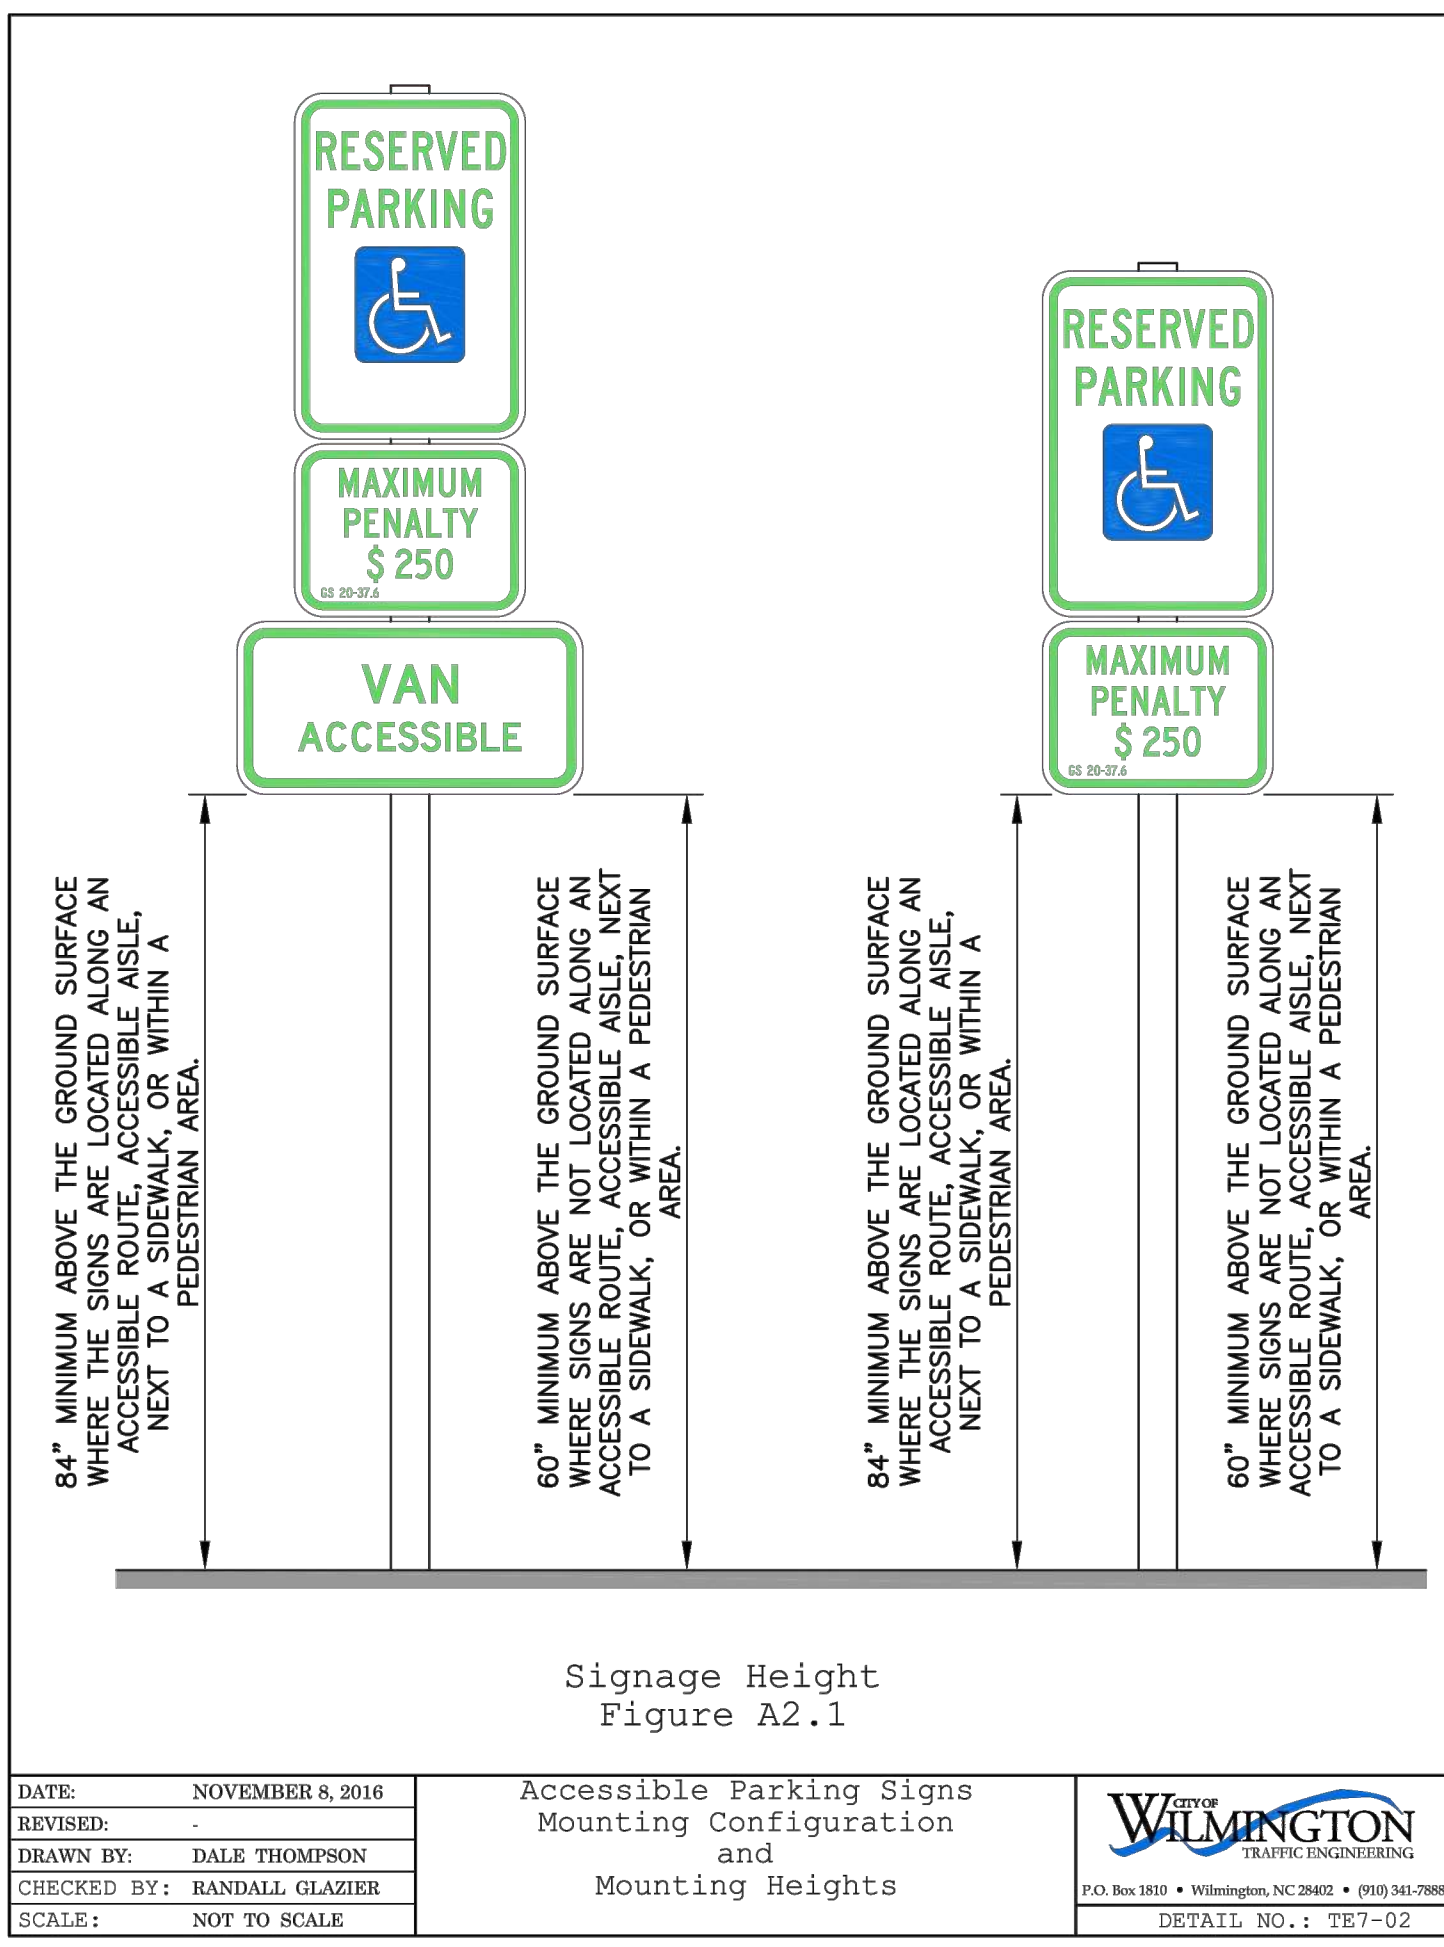 RESERVED
PARKING
MAXIMUM
PENALTY
$ 250
GS 20-37.6
VAN
ACCESSIBLE
RESERVED
PARKING
MAXIMUM
PENALTY
$ 250
GS 20-37.6
84" MINIMUM ABOVE THE GROUND SURFACE
WHERE THE SIGNS ARE LOCATED ALONG AN
ACCESSIBLE ROUTE, ACCESSIBLE AISLE,
NEXT TO A SIDEWALK, OR WITHIN A
PEDESTRIAN AREA.
60" MINIMUM ABOVE THE GROUND SURFACE
WHERE SIGNS ARE NOT LOCATED ALONG AN
ACCESSIBLE ROUTE, ACCESSIBLE AISLE, NEXT
TO A SIDEWALK, OR WITHIN A PEDESTRIAN
AREA.
84" MINIMUM ABOVE THE GROUND SURFACE
WHERE THE SIGNS ARE LOCATED ALONG AN
ACCESSIBLE ROUTE, ACCESSIBLE AISLE,
NEXT TO A SIDEWALK, OR WITHIN A
PEDESTRIAN AREA.
60" MINIMUM ABOVE THE GROUND SURFACE
WHERE SIGNS ARE NOT LOCATED ALONG AN
ACCESSIBLE ROUTE, ACCESSIBLE AISLE, NEXT
TO A SIDEWALK, OR WITHIN A PEDESTRIAN
AREA.
Signage Height
Figure A2.1
DATE: NOVEMBER 8, 2016
REVISED: -
DRAWN BY: DALE THOMPSON
CHECKED BY: RANDALL GLAZIER
SCALE: NOT TO SCALE
Accessible Parking Signs
Mounting Configuration
and
Mounting Heights
CITY OF
WILMINGTON
TRAFFIC ENGINEERING
P.O. Box 1810 • Wilmington, NC 28402 • (910) 341-7888
DETAIL NO.: TE7-02